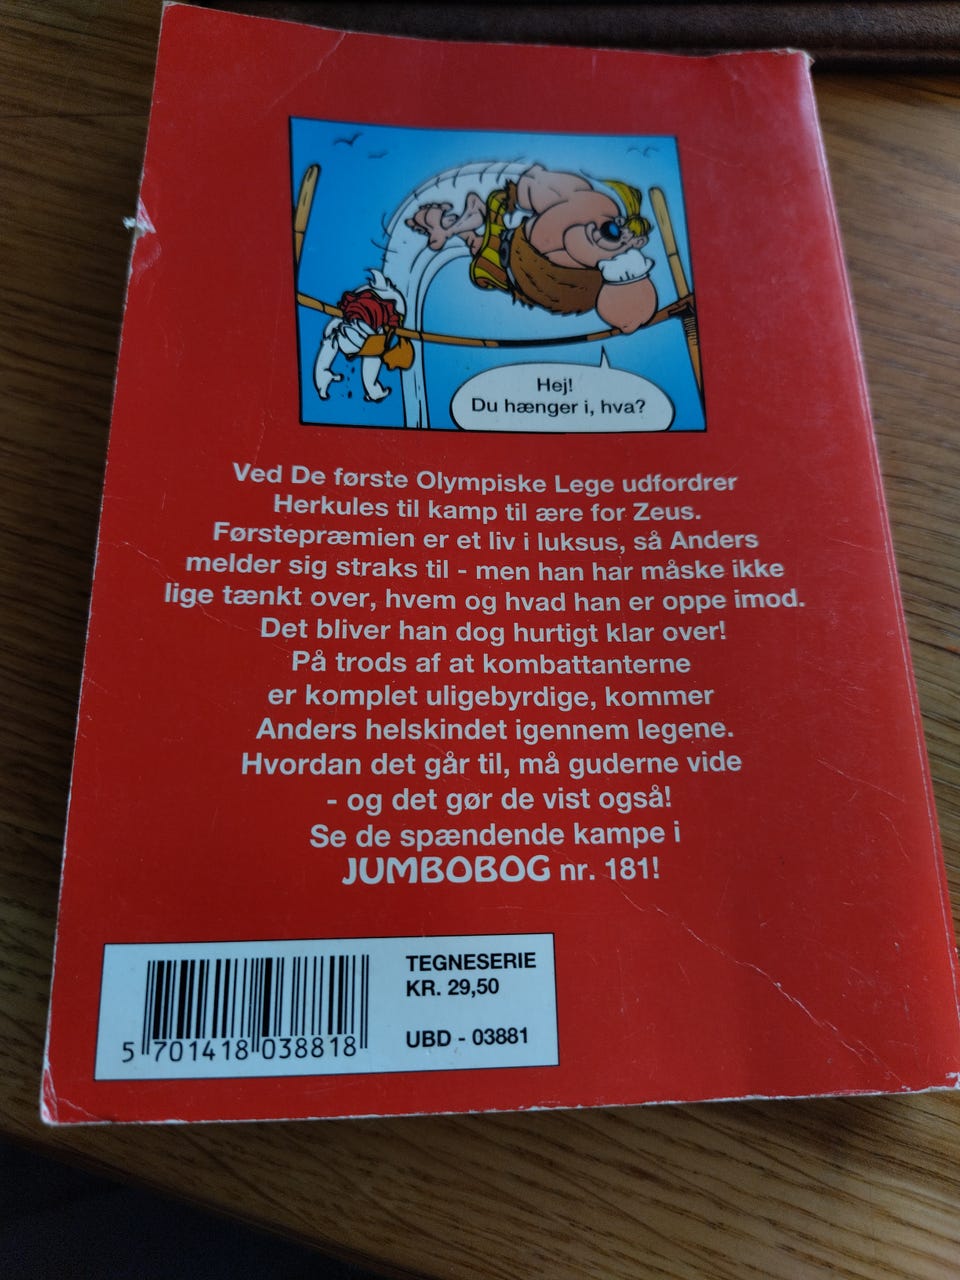 Hej!
Du hænger i, hva?
Ved De første Olympiske Lege udfordrer
Herkules til kamp til ære for Zeus.
Førstepræmien er et liv i luksus, så Anders
melder sig straks til - men han har måske ikke
lige tænkt over, hvem og hvad han er oppe imod.
Det bliver han dog hurtigt klar over!
På trods af at kombattanterne
er komplet uligebyrdige, kommer
Anders helskindet igennem legene.
Hvordan det går til, må guderne vide
- og det gør de vist også!
Se de spændende kampe i
JUMBOBOG nr. 181!
TEGNESERIE
KR. 29,50
UBD - 03881
5 701418 038818